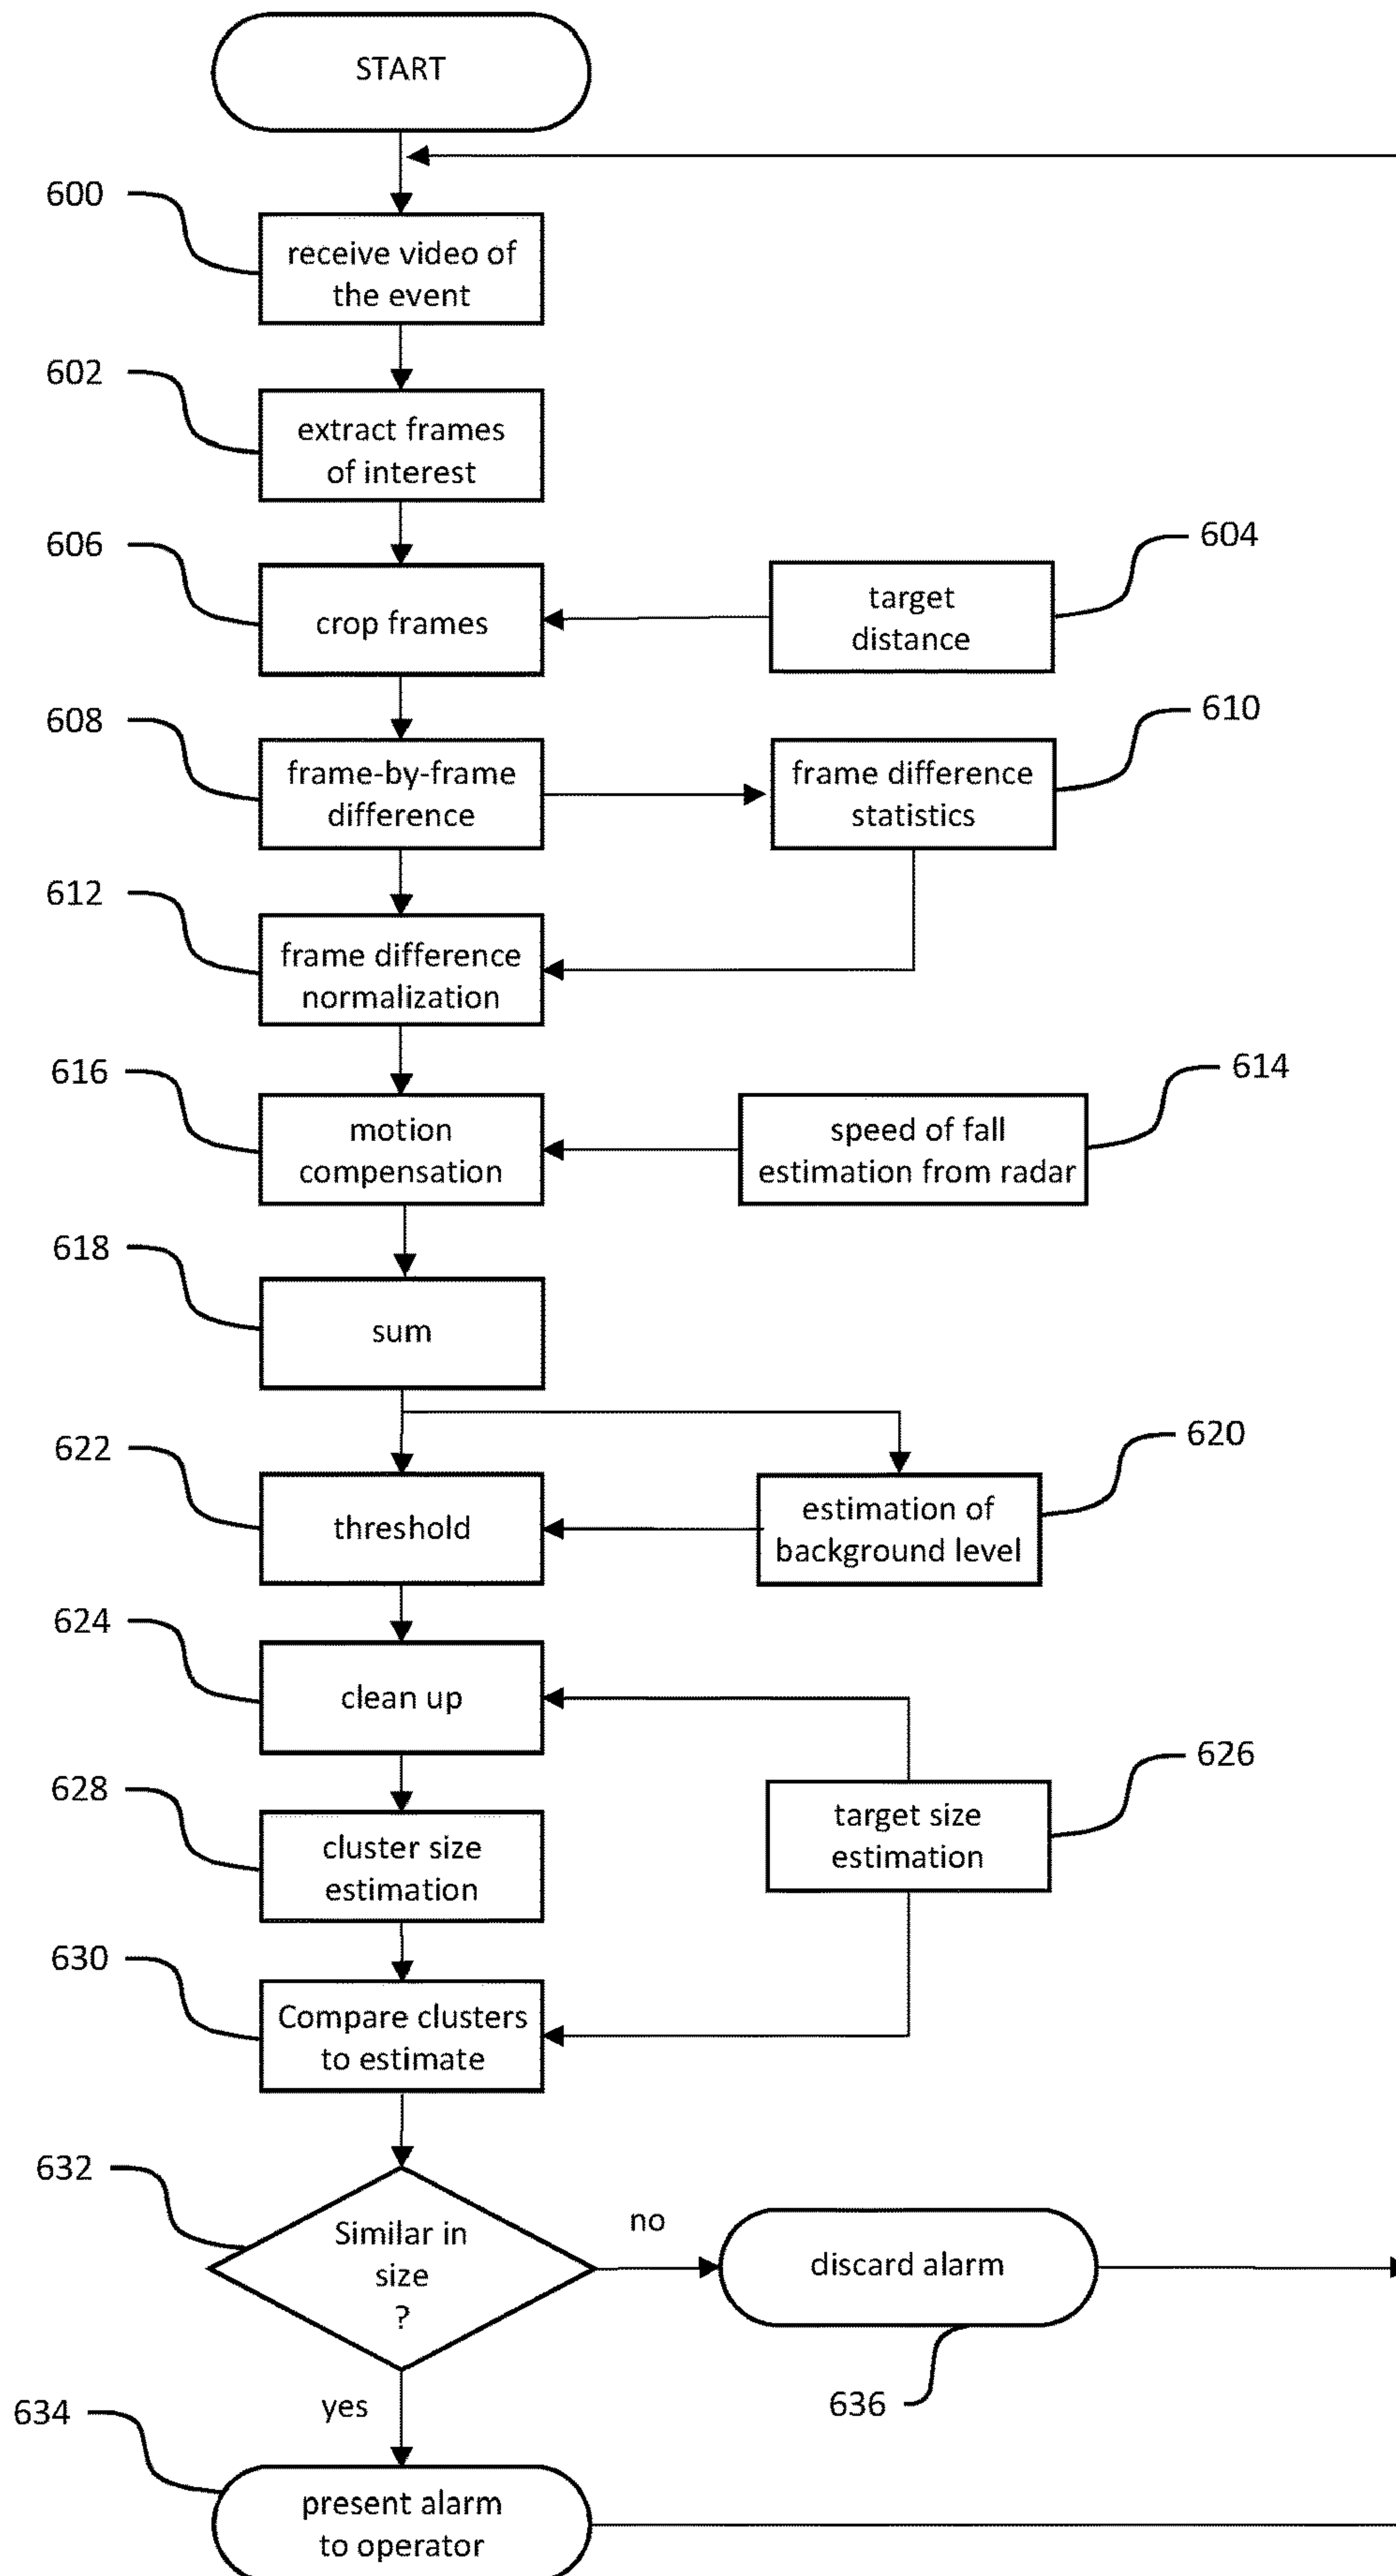 START
600
receive video of
the event
602
extract frames
of interest
606
crop frames
604
target
distance
608
frame-by-frame
difference
610
frame difference
statistics
612
frame difference
normalization
616
motion
compensation
614
speed of fall
estimation from radar
618
sum
622
threshold
620
estimation of
background level
624
clean up
626
target size
estimation
628
cluster size
estimation
630
Compare clusters
to estimate
632
Similar in
size
?
no
discard alarm
636
yes
634
present alarm
to operator